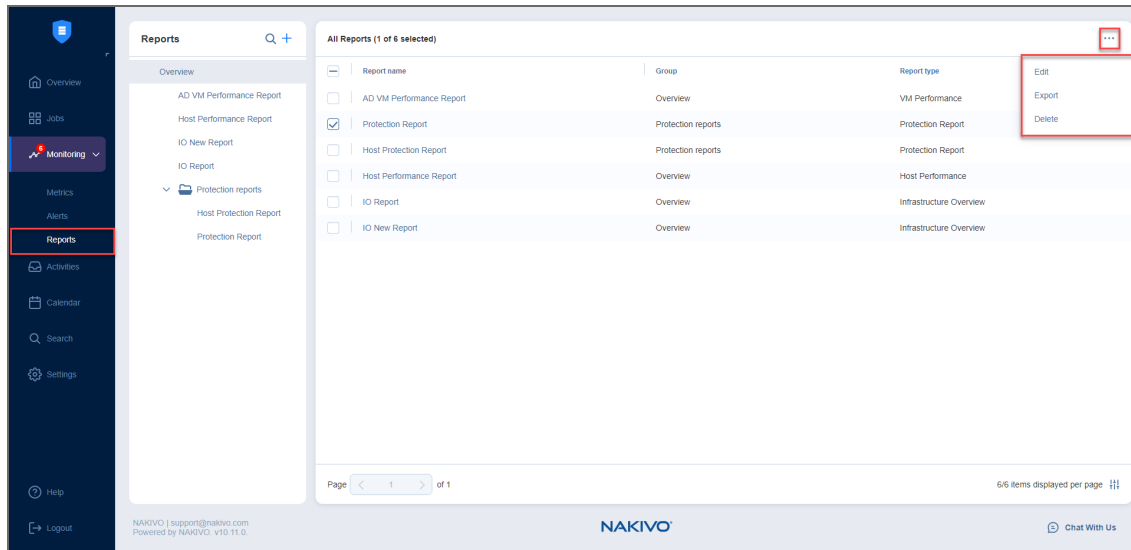 Overview
Jobs
6
Monitoring
Metrics
Alerts
Reports
Activities
Calendar
Search
Settings
Help
Logout
Reports
Overview
AD VM Performance Report
Host Performance Report
IO New Report
IO Report
Protection reports
Host Protection Report
Protection Report
All Reports (1 of 6 selected)
...
Report name Group Report type
AD VM Performance Report Overview VM Performance
Protection Report Protection reports Protection Report
Host Protection Report Protection reports Protection Report
Host Performance Report Overview Host Performance
IO Report Overview Infrastructure Overview
IO New Report Overview Infrastructure Overview
Edit
Export
Delete
Page 1 of 1
6/6 items displayed per page
NAKIVO | support@nakivo.com
Powered by NAKIVO. v10.11.0.
NAKIVO®
Chat With Us